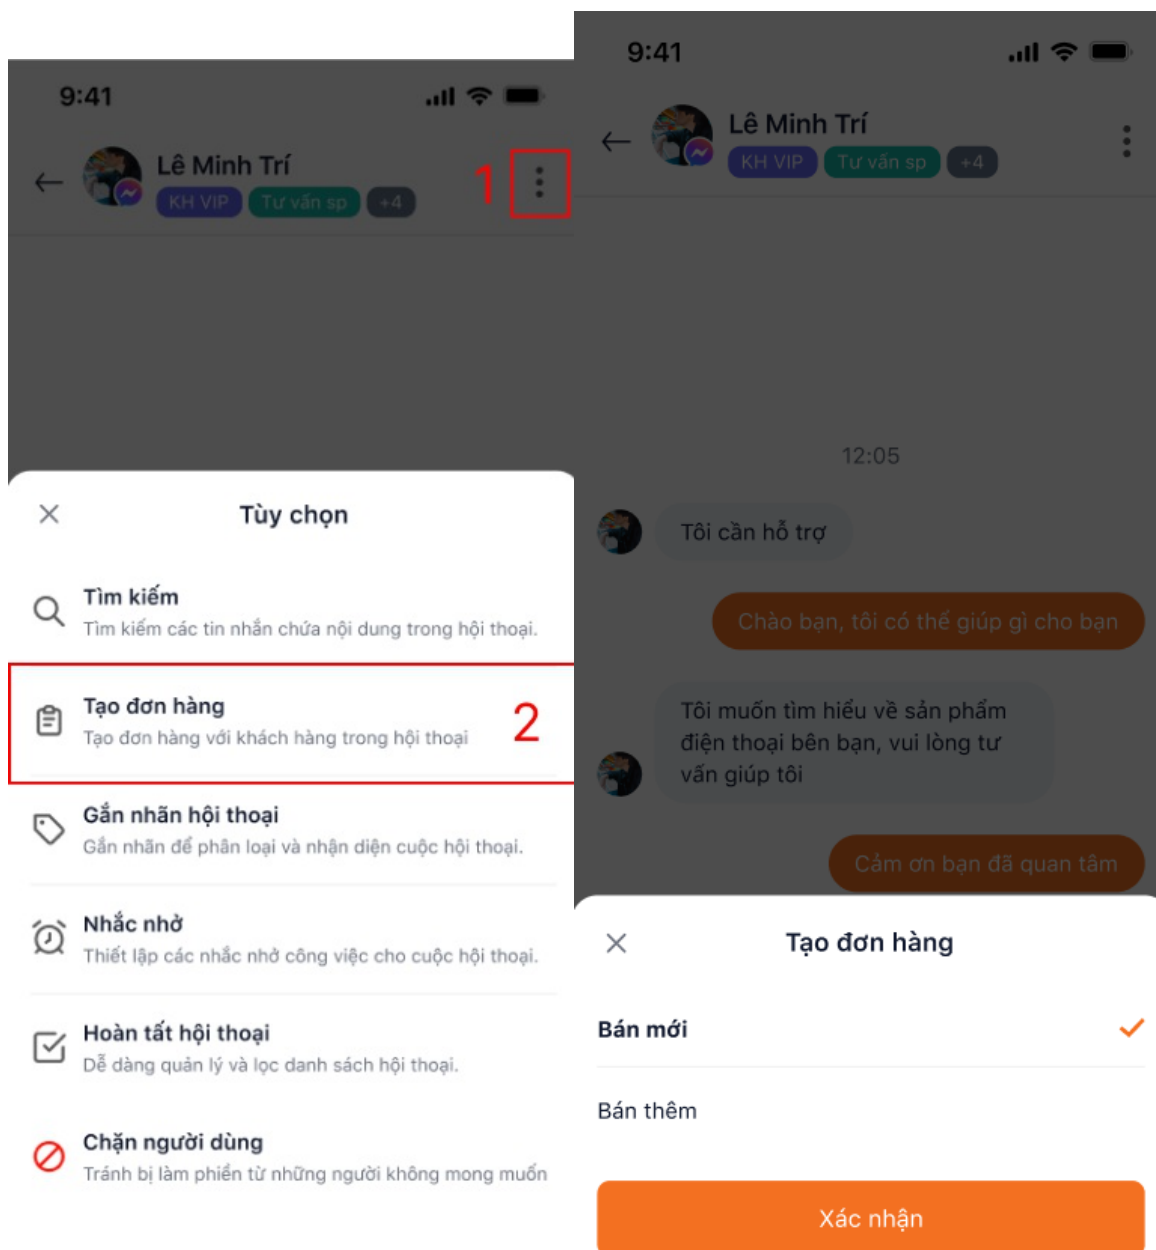 9:41
Lê Minh Trí
KH VIP Tư vấn sp +4
1
Tùy chọn
Tìm kiếm
Tìm kiếm các tin nhắn chứa nội dung trong hội thoại.
Tạo đơn hàng
Tạo đơn hàng với khách hàng trong hội thoại
2
Gắn nhãn hội thoại
Gắn nhãn để phân loại và nhận diện cuộc hội thoại.
Nhắc nhở
Thiết lập các nhắc nhở công việc cho cuộc hội thoại.
Hoàn tất hội thoại
Dễ dàng quản lý và lọc danh sách hội thoại.
Chặn người dùng
Tránh bị làm phiền từ những người không mong muốn
9:41
Lê Minh Trí
KH VIP Tư vấn sp +4
12:05
Tôi cần hỗ trợ
Chào bạn, tôi có thể giúp gì cho bạn
Tôi muốn tìm hiểu về sản phẩm
điện thoại bên bạn, vui lòng tư
vấn giúp tôi
Cảm ơn bạn đã quan tâm
Tạo đơn hàng
Bán mới
Bán thêm
Xác nhận